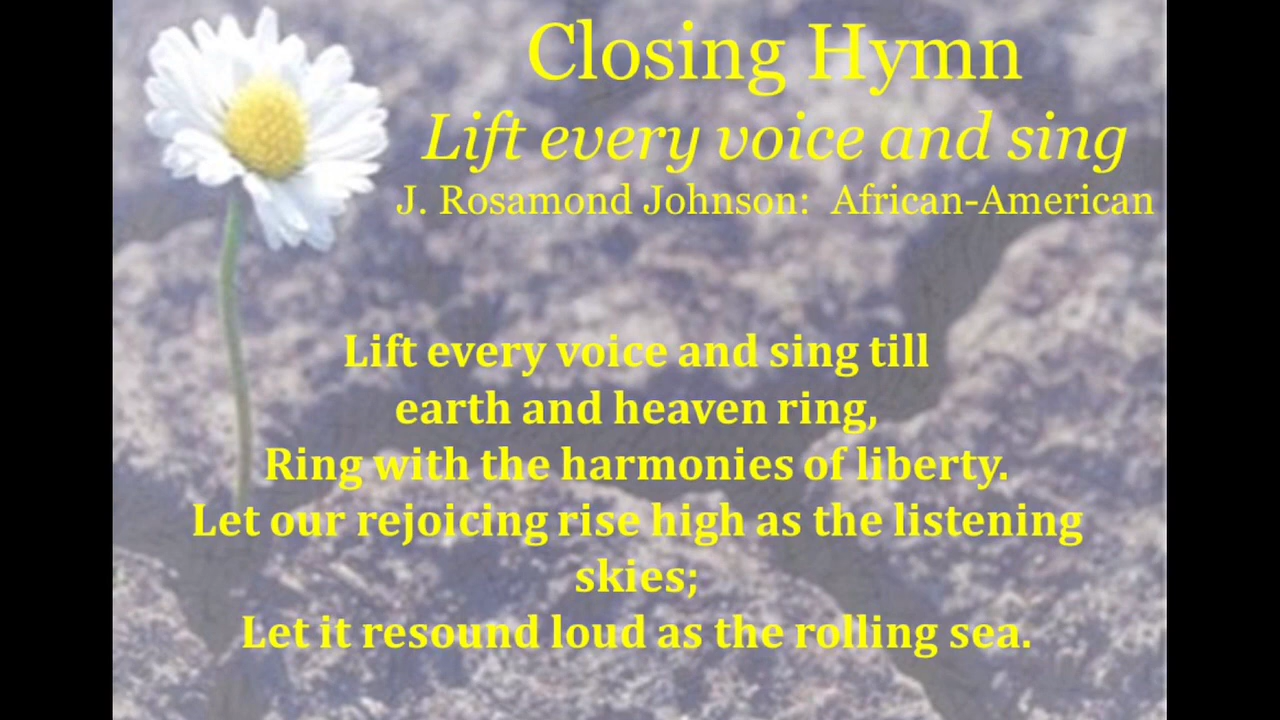 Closing Hymn
Lift every voice and sing
J. Rosamond Johnson:  African-American
Lift every voice and sing till
earth and heaven ring,
Ring with the harmonies of liberty.
Let our rejoicing rise high as the listening
skies;
Let it resound loud as the rolling sea.